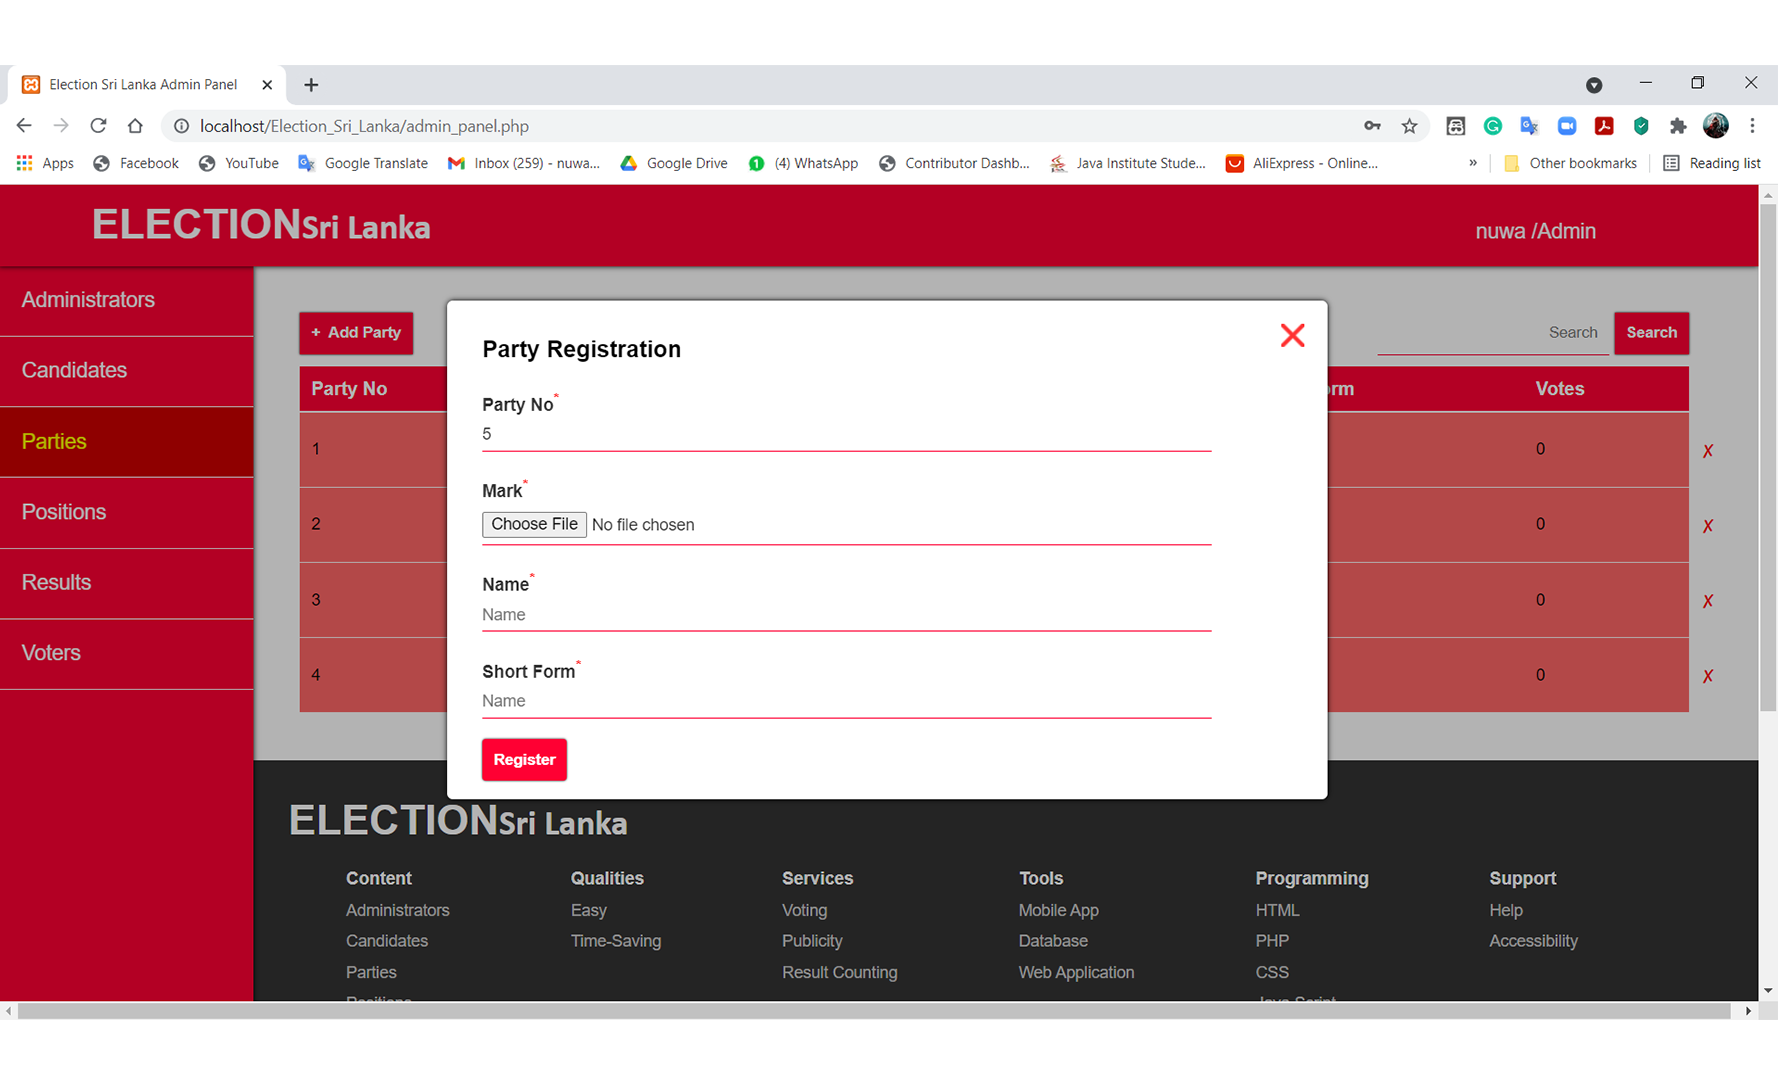 Election Sri Lanka Admin Panel
localhost/Election_Sri_Lanka/admin_panel.php
Apps Facebook YouTube Google Translate Inbox (259) - nuwa... Google Drive (4) WhatsApp Contributor Dashb... Java Institute Stude... AliExpress - Online... » Other bookmarks Reading list
ELECTIONSri Lanka
nuwa /Admin
Administrators
Candidates
Parties
Positions
Results
Voters
+ Add Party
Search Search
Party No Votes
1 0 X
2 0 X
3 0 X
4 0 X
Party Registration
Party No*
5
Mark*
Choose File No file chosen
Name*
Name
Short Form*
Name
Register
ELECTIONSri Lanka
Content Qualities Services Tools Programming Support
Administrators Easy Voting Mobile App HTML Help
Candidates Time-Saving Publicity Database PHP Accessibility
Parties Result Counting Web Application CSS
Positions Java Script